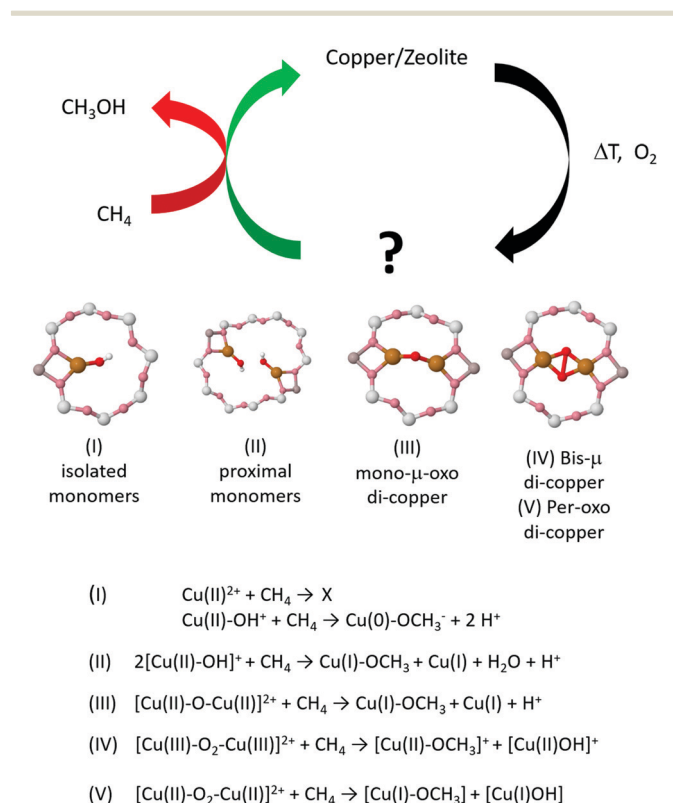 Copper/Zeolite
CH₃OH
ΔT, O₂
CH₄
?
(I)
isolated
monomers
(II)
proximal
monomers
(III)
mono-μ-oxo
di-copper
(IV) Bis-μ
di-copper
(V) Per-oxo
di-copper
(I) Cu(II)²⁺ + CH₄ → X
Cu(II)-OH⁺ + CH₄ → Cu(0)-OCH₃⁻ + 2 H⁺
(II) 2[Cu(II)-OH]⁺ + CH₄ → Cu(I)-OCH₃ + Cu(I) + H₂O + H⁺
(III) [Cu(II)-O-Cu(II)]²⁺ + CH₄ → Cu(I)-OCH₃ + Cu(I) + H⁺
(IV) [Cu(III)-O₂-Cu(III)]²⁺ + CH₄ → [Cu(II)-OCH₃]⁺ + [Cu(II)OH]⁺
(V) [Cu(II)-O₂-Cu(II)]²⁺ + CH₄ → [Cu(I)-OCH₃] + [Cu(I)OH]